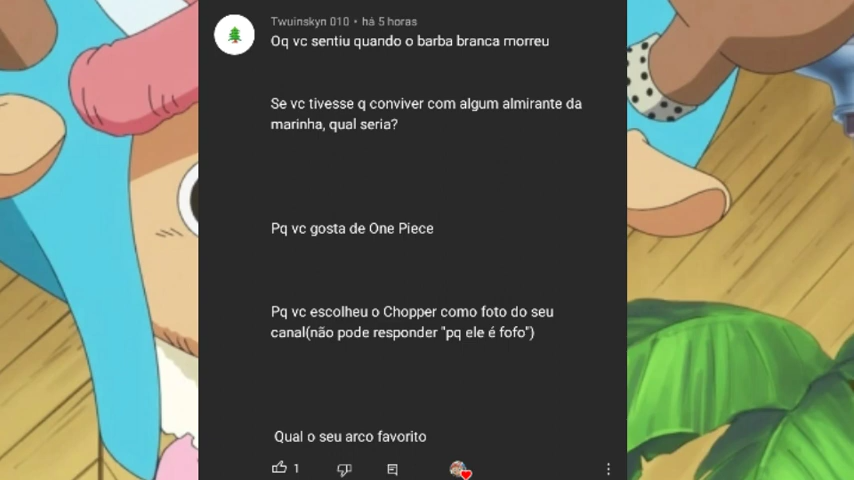 Twuinskyn 010 • há 5 horas
Oq vc sentiu quando o barba branca morreu
Se vc tivesse q conviver com algum almirante da
marinha, qual seria?
Pq vc gosta de One Piece
Pq vc escolheu o Chopper como foto do seu
canal(não pode responder "pq ele é fofo")
Qual o seu arco favorito
1